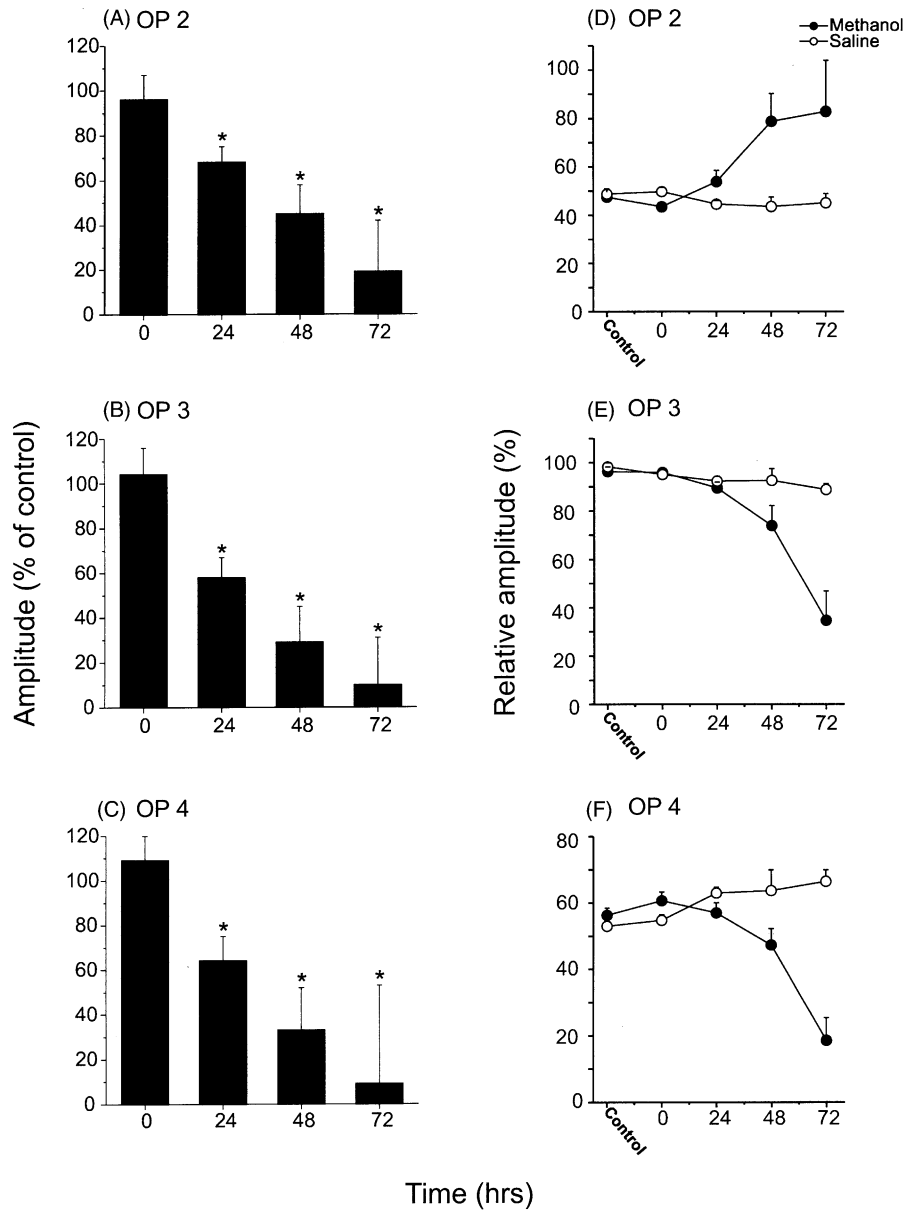 (A) OP 2
120
100
80
60
40
20
0
* * *
0 24 48 72
(D) OP 2
Methanol
Saline
100
80
60
40
20
0
Control 0 24 48 72
(B) OP 3
120
100
80
60
40
20
0
* * *
0 24 48 72
Amplitude (% of control)
(E) OP 3
100
80
60
40
20
0
Control 0 24 48 72
Relative amplitude (%)
(C) OP 4
120
100
80
60
40
20
0
* * *
0 24 48 72
(F) OP 4
80
60
40
20
0
Control 0 24 48 72
Time (hrs)